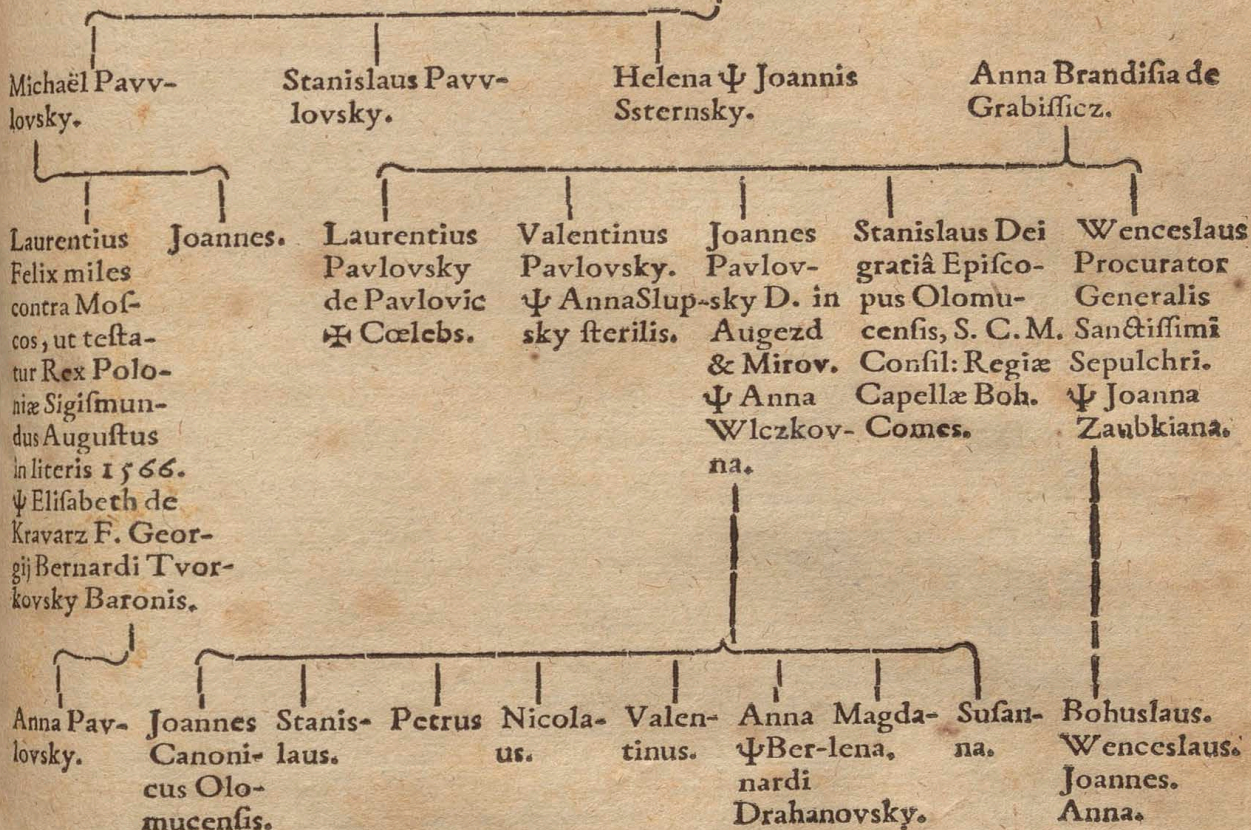 Michaël Pavv-
lovsky.
Stanislaus Pavv-
lovsky.
Helena Ψ Joannis
Ssternsky.
Anna Brandiſia de
Grabiſſicz.
Laurentius
Felix miles
contra Moſ-
cos, ut teſta-
tur Rex Polo-
niæ Sigiſmun-
dus Auguſtus
in literis 1566.
Ψ Eliſabeth de
Kravarz F. Geor-
gij Bernardi Tvor-
kovsky Baronis.
Joannes.
Laurentius
Pavlovsky
de Pavlovic
✠ Cœlebs.
Valentinus
Pavlovsky.
Ψ Anna Slup-
sky ſterilis.
Joannes
Pavlov-
sky D. in
Augezd
& Mirov.
Ψ Anna
Wlczkov-
na.
Stanislaus Dei
gratiâ Epiſco-
pus Olomu-
cenſis, S. C. M.
Conſil: Regiæ
Capellæ Boh.
Comes.
Wenceslaus
Procurator
Generalis
Sanctiſſimi
Sepulchri.
Ψ Joanna
Zaubkiana.
Anna Pav-
lovsky.
Joannes
Canoni-
cus Olo-
mucenſis.
Stanis-
laus.
Petrus
Nicola-
us.
Valen-
tinus.
Anna
Ψ Ber-
nardi
Drahanovsky.
Magda-
lena.
Suſan-
na.
Bohuslaus.
Wenceslaus.
Joannes.
Anna.